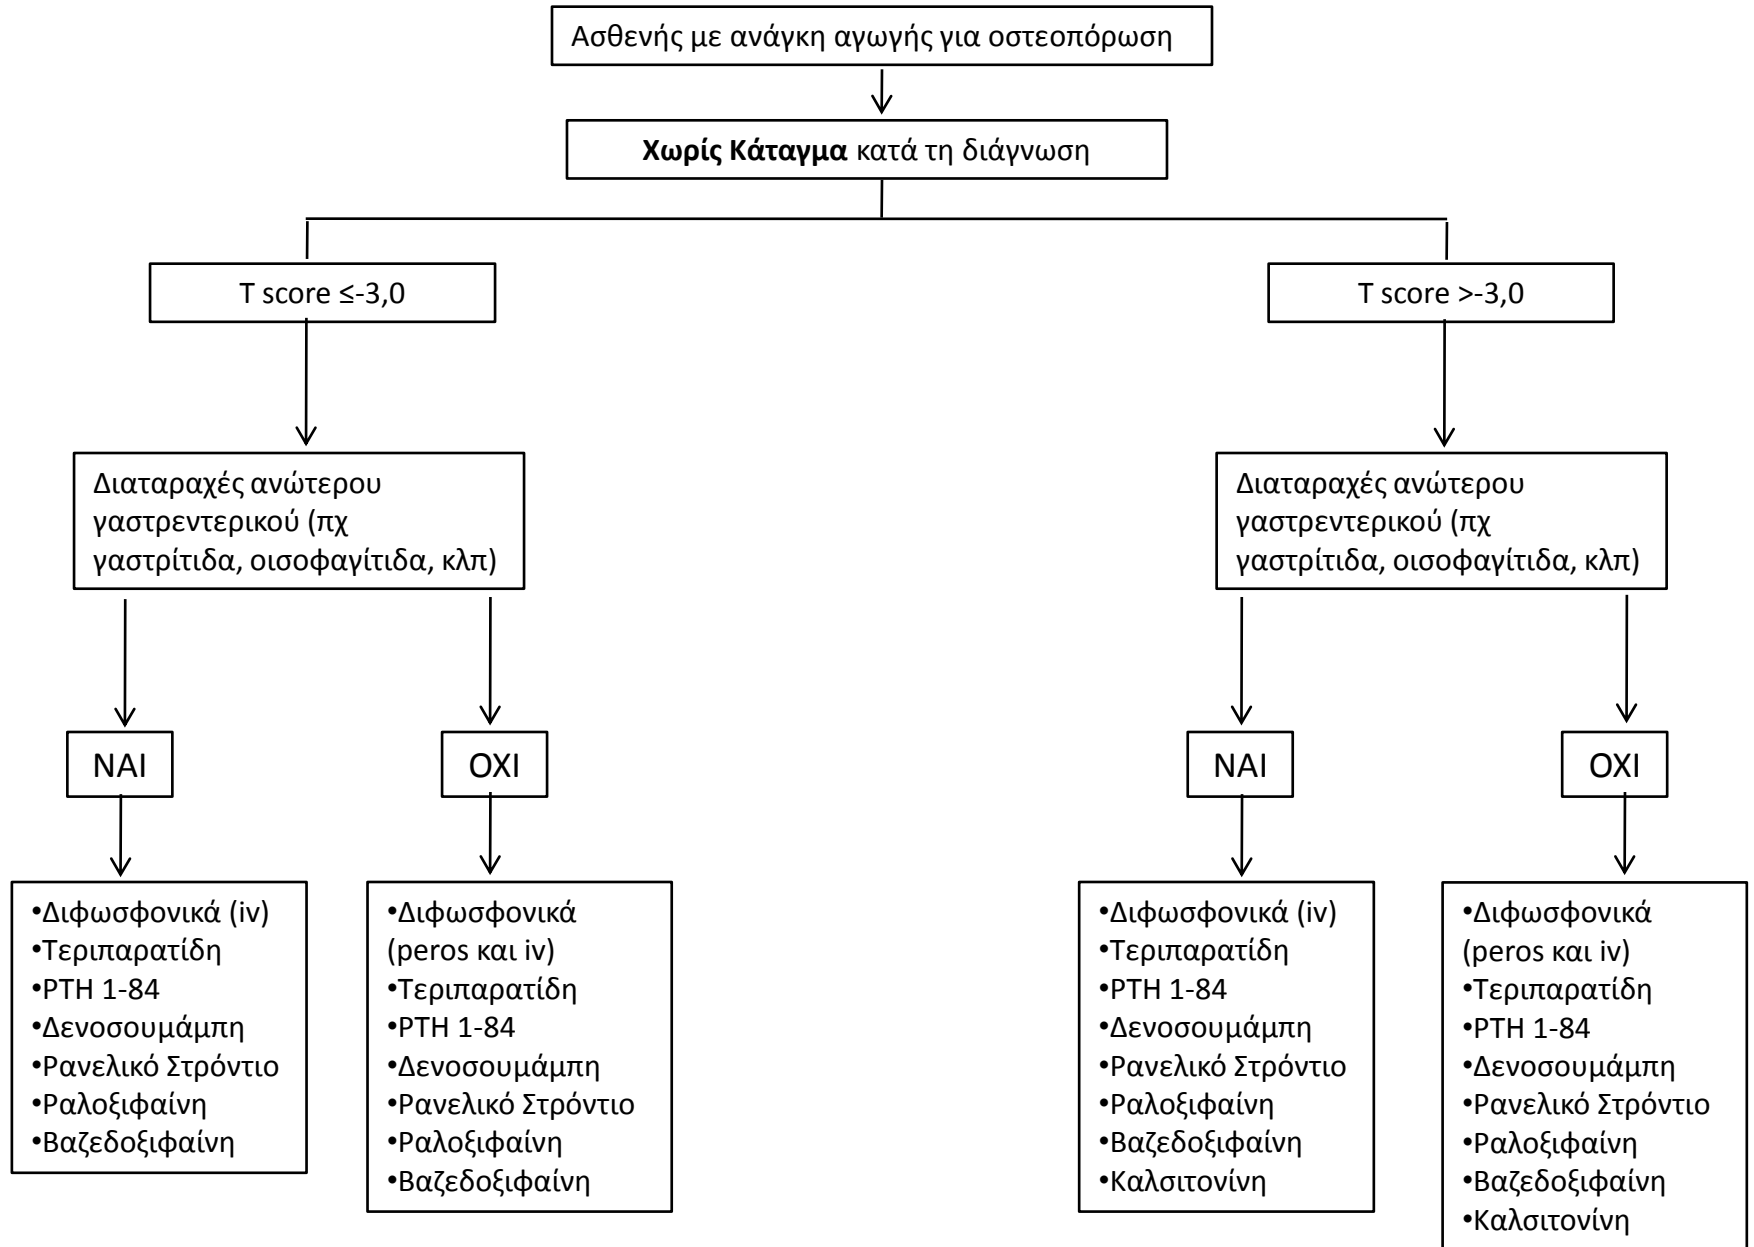 Ασθενής με ανάγκη αγωγής για οστεοπόρωση
Χωρίς Κάταγμα κατά τη διάγνωση
T score ≤-3,0
T score >-3,0
Διαταραχές ανώτερου
γαστρεντερικού (πχ
γαστρίτιδα, οισοφαγίτιδα, κλπ)
Διαταραχές ανώτερου
γαστρεντερικού (πχ
γαστρίτιδα, οισοφαγίτιδα, κλπ)
ΝΑΙ
ΟΧΙ
ΝΑΙ
ΟΧΙ
•Διφωσφονικά (iv)
•Τεριπαρατίδη
•PTH 1-84
•Δενοσουμάμπη
•Ρανελικό Στρόντιο
•Ραλοξιφαίνη
•Βαζεδοξιφαίνη
•Διφωσφονικά
(peros και iv)
•Τεριπαρατίδη
•PTH 1-84
•Δενοσουμάμπη
•Ρανελικό Στρόντιο
•Ραλοξιφαίνη
•Βαζεδοξιφαίνη
•Διφωσφονικά (iv)
•Τεριπαρατίδη
•PTH 1-84
•Δενοσουμάμπη
•Ρανελικό Στρόντιο
•Ραλοξιφαίνη
•Βαζεδοξιφαίνη
•Καλσιτονίνη
•Διφωσφονικά
(peros και iv)
•Τεριπαρατίδη
•PTH 1-84
•Δενοσουμάμπη
•Ρανελικό Στρόντιο
•Ραλοξιφαίνη
•Βαζεδοξιφαίνη
•Καλσιτονίνη